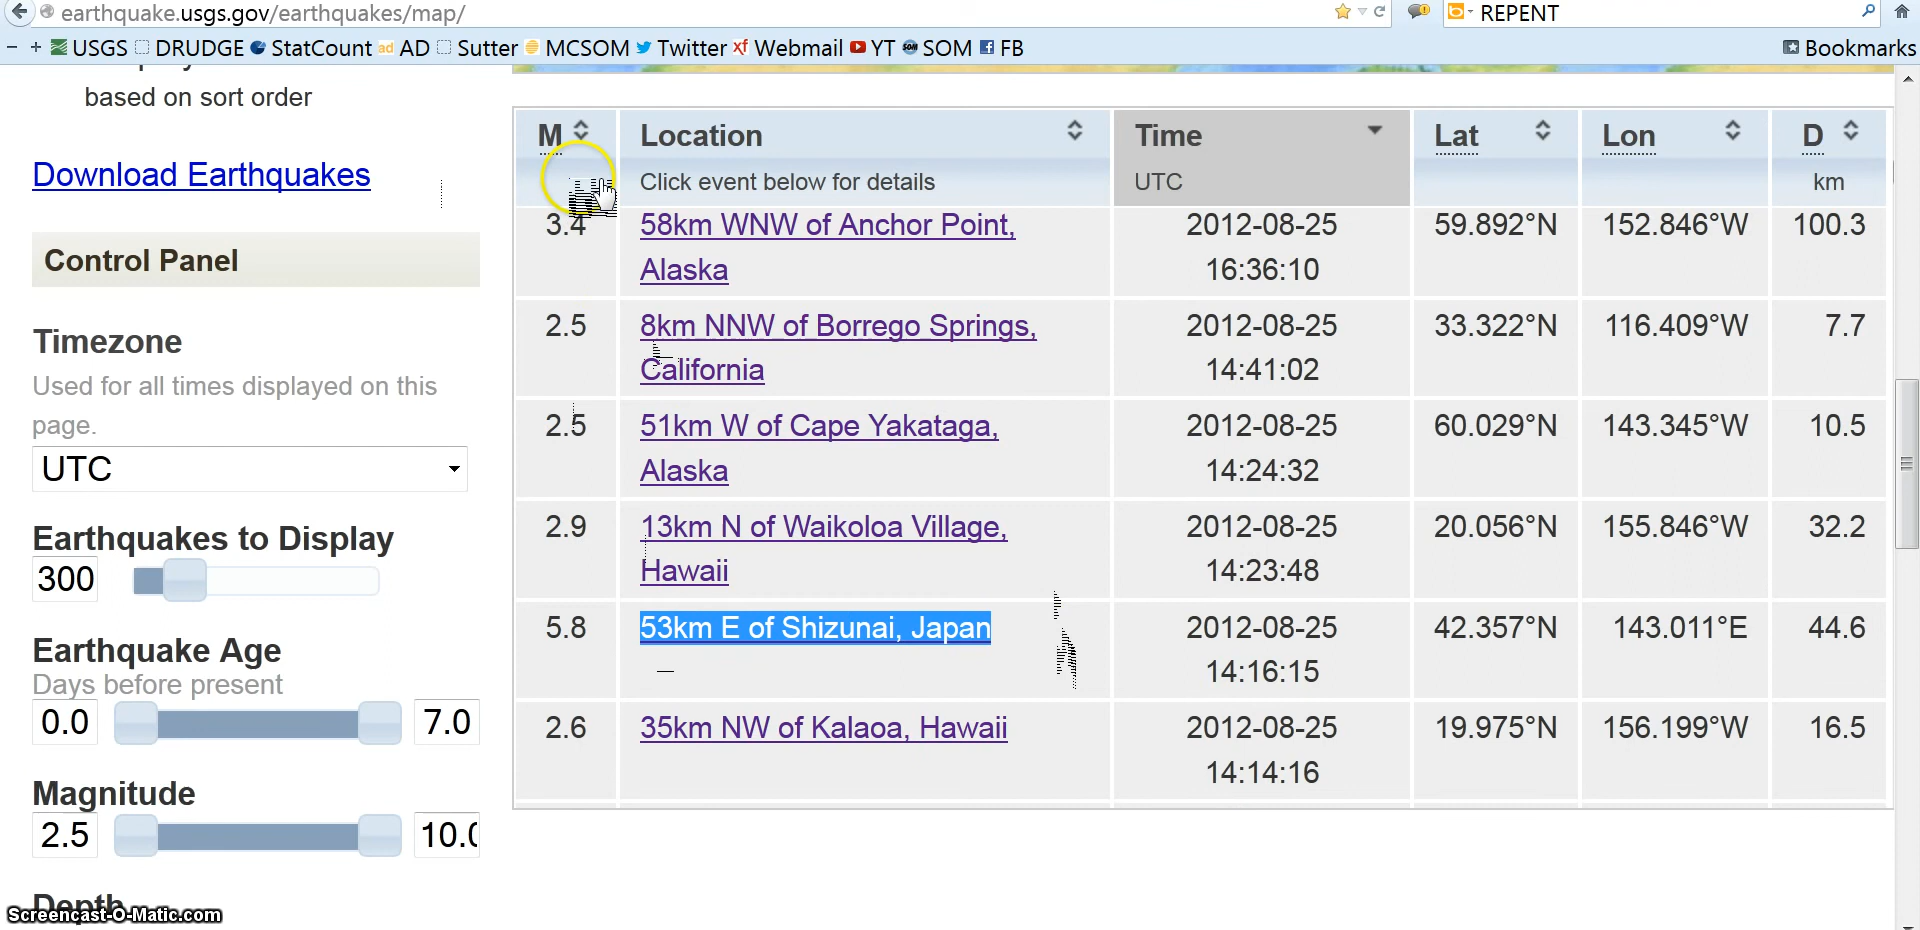 earthquake.usgs.gov/earthquakes/map/
REPENT
USGS DRUDGE StatCount ad AD Sutter MCSOM Twitter xf Webmail YT SOM SOM FB Bookmarks
based on sort order
Download Earthquakes
Control Panel
Timezone
Used for all times displayed on this
page.
UTC
Earthquakes to Display
300
Earthquake Age
Days before present
0.0 7.0
Magnitude
2.5 10.0
Depth
M Location Time Lat Lon D
Click event below for details UTC km
3.4 58km WNW of Anchor Point, 2012-08-25 59.892°N 152.846°W 100.3
Alaska 16:36:10
2.5 8km NNW of Borrego Springs, 2012-08-25 33.322°N 116.409°W 7.7
California 14:41:02
2.5 51km W of Cape Yakataga, 2012-08-25 60.029°N 143.345°W 10.5
Alaska 14:24:32
2.9 13km N of Waikoloa Village, 2012-08-25 20.056°N 155.846°W 32.2
Hawaii 14:23:48
5.8 53km E of Shizunai, Japan 2012-08-25 42.357°N 143.011°E 44.6
14:16:15
2.6 35km NW of Kalaoa, Hawaii 2012-08-25 19.975°N 156.199°W 16.5
14:14:16
Screencast-O-Matic.com